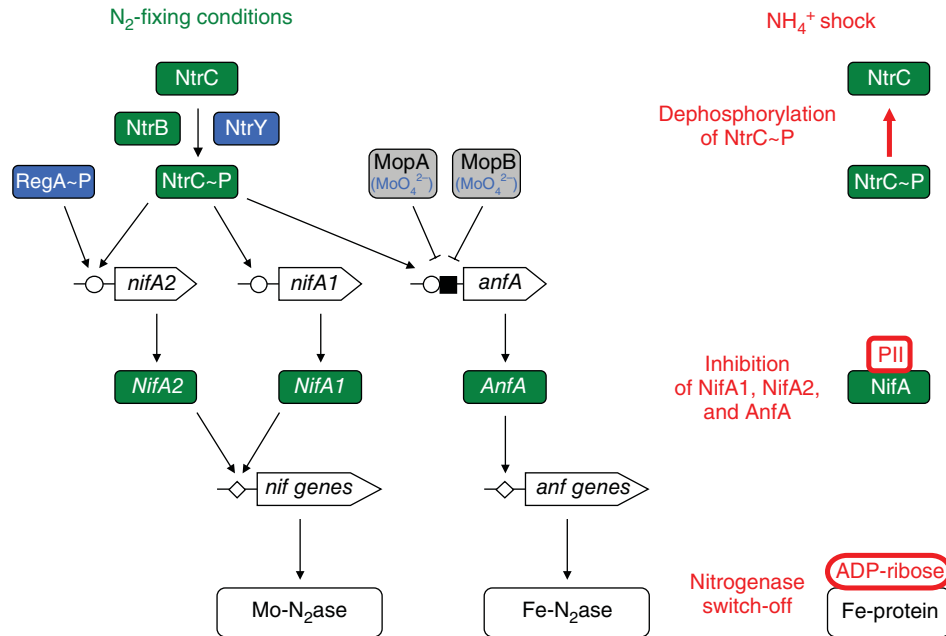 N₂-fixing conditions
NH₄⁺ shock
NtrC
NtrC
NtrB
NtrY
Dephosphorylation
of NtrC~P
RegA~P
NtrC~P
MopA
(MoO₄²⁻)
MopB
(MoO₄²⁻)
NtrC~P
nifA2
nifA1
anfA
NifA2
NifA1
AnfA
Inhibition
of NifA1, NifA2,
and AnfA
PII
NifA
nif genes
anf genes
Mo-N₂ase
Fe-N₂ase
Nitrogenase
switch-off
ADP-ribose
Fe-protein